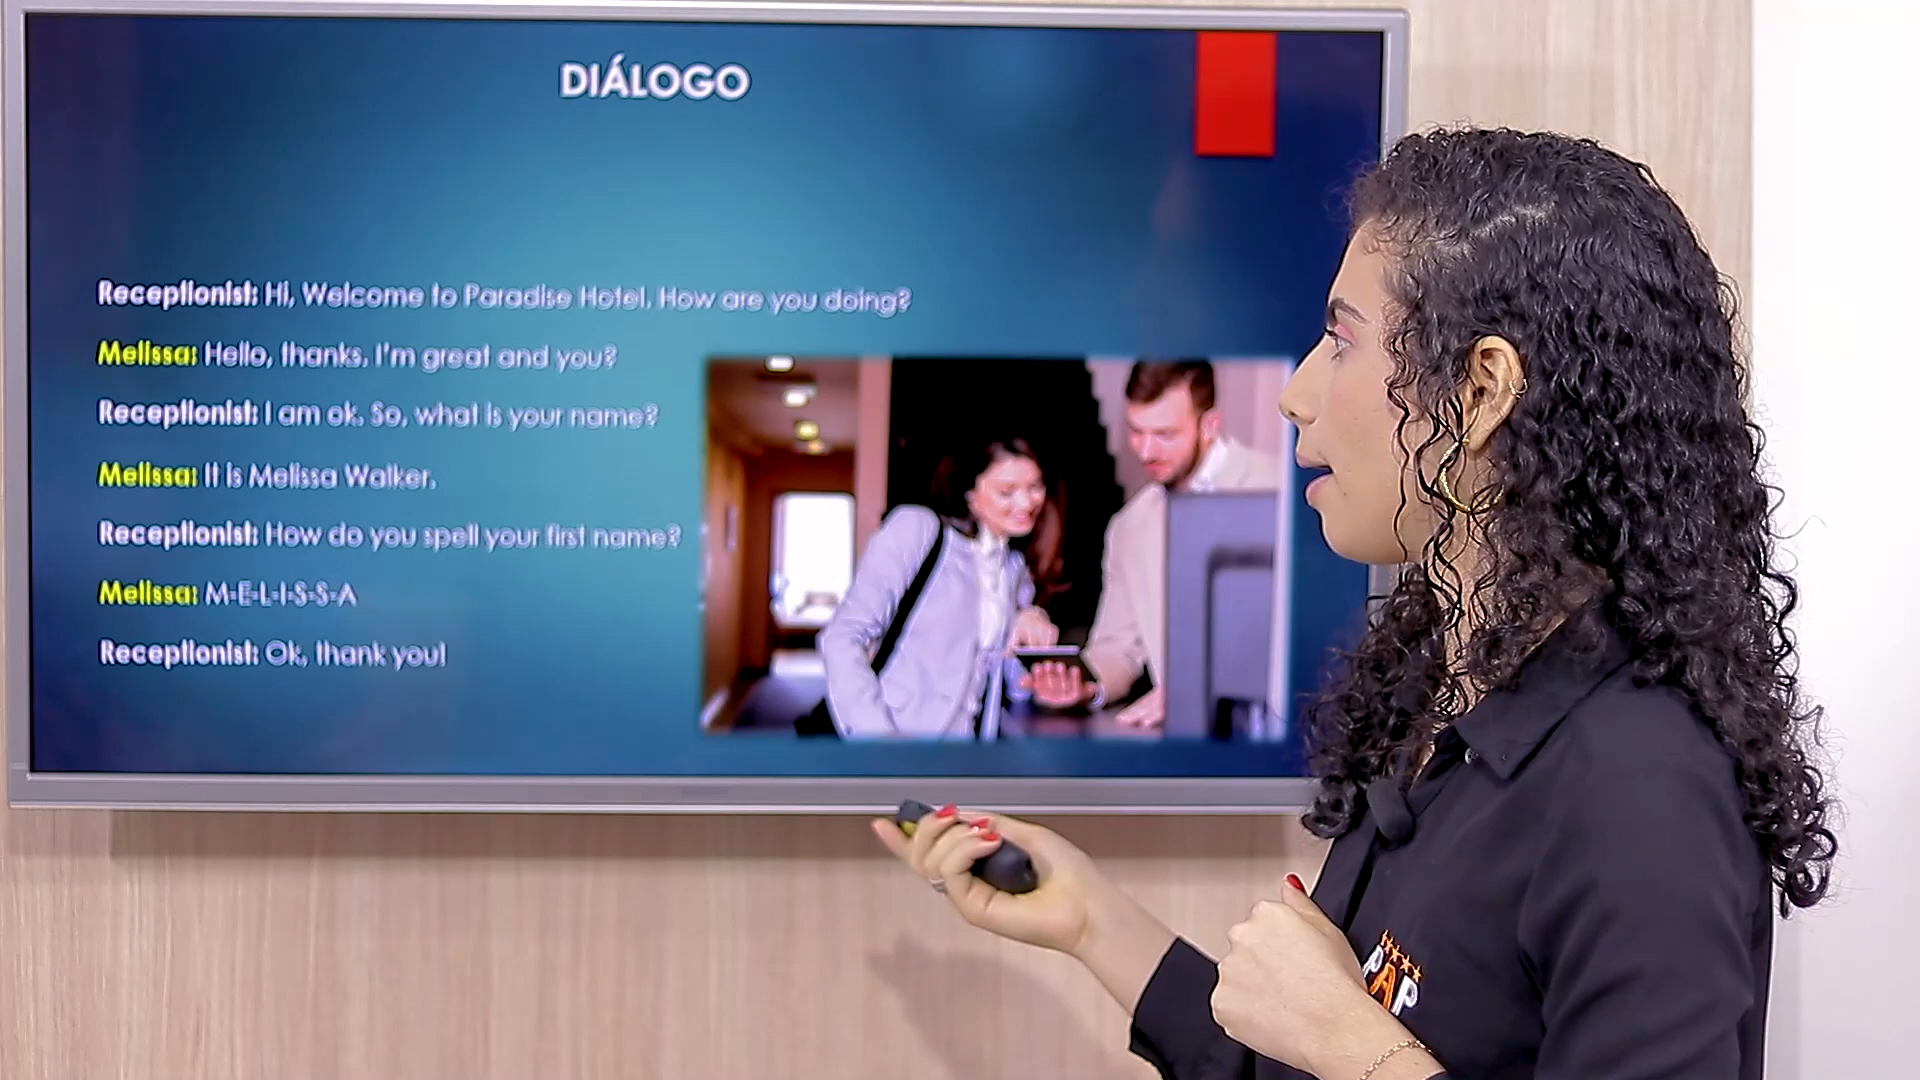 DIÁLOGO
Receptionist: Hi, Welcome to Paradise Hotel. How are you doing?
Melissa: Hello, thanks. I'm great and you?
Receptionist: I am ok. So, what is your name?
Melissa: It is Melissa Walker.
Receptionist: How do you spell your first name?
Melissa: M-E-L-I-S-S-A
Receptionist: Ok, thank you!
PAP